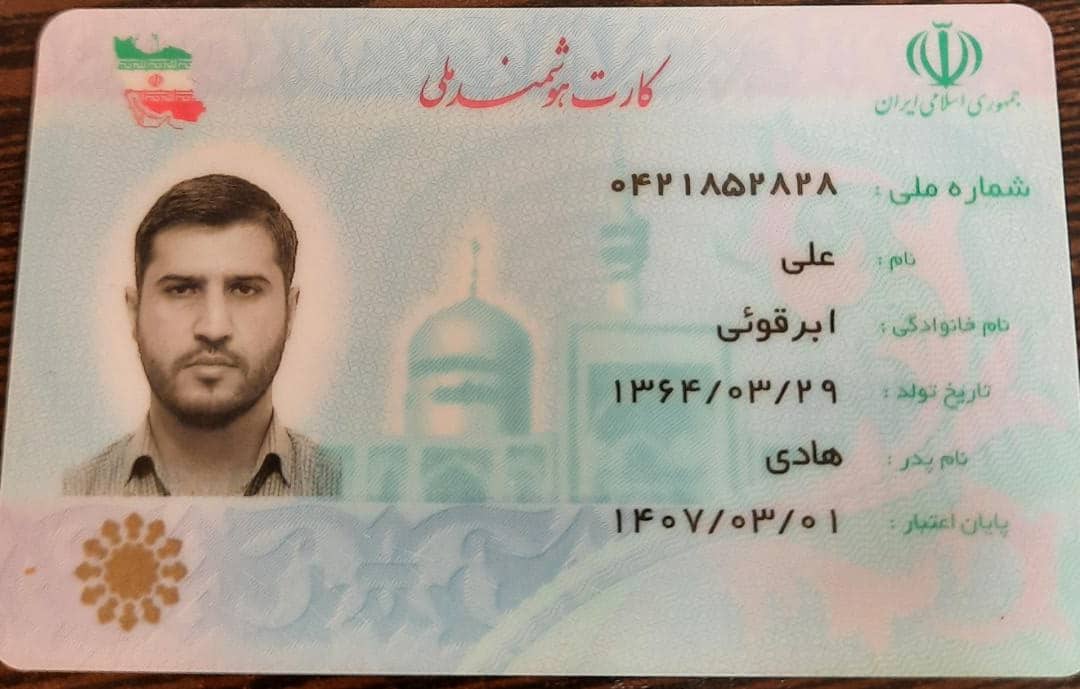 کارت هوشمند ملی
جمهوری اسلامی ایران
شماره ملی : ۰۴۲۱۸۵۲۸۲۸
نام : علی
نام خانوادگی : ابرقوئی
تاریخ تولد : ۱۳۶۴/۰۳/۲۹
نام پدر : هادی
پایان اعتبار : ۱۴۰۷/۰۳/۰۱